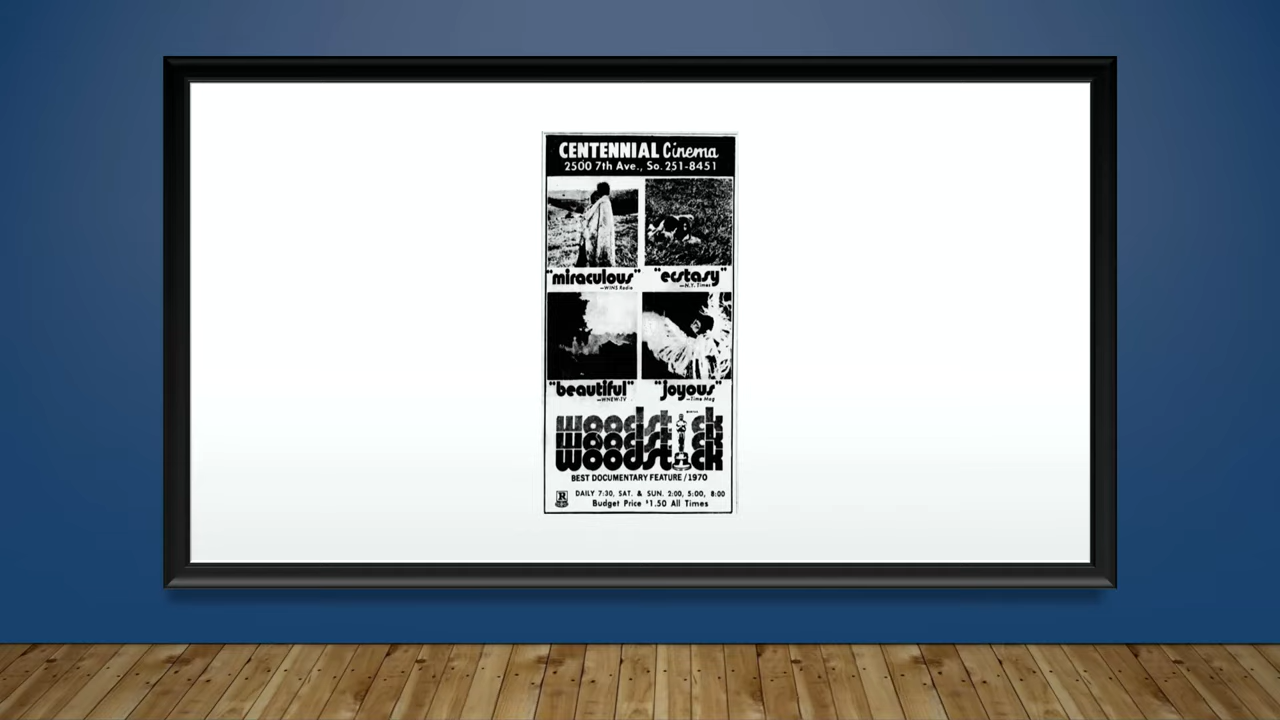 CENTENNIAL Cinema
2500 7th Ave., So. 251-8451
"miraculous" "ecstasy"
—WINS Radio —N.Y. Times
"beautiful" "joyous"
—WNEW-TV —Time Mag
woodstock
woodstock
woodstock
BEST DOCUMENTARY FEATURE/1970
R DAILY 7:30, SAT. & SUN. 2:00, 5:00, 8:00
Budget Price $1.50 All Times